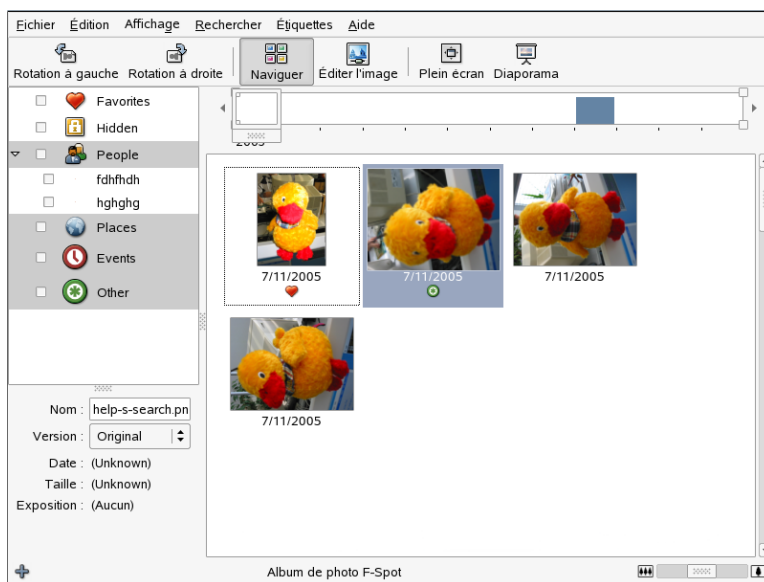 Fichier Édition Affichage Rechercher Étiquettes Aide
Rotation à gauche Rotation à droite Naviguer Éditer l'image Plein écran Diaporama
Favorites
Hidden
People
fdhfhdh
hghghg
Places
Events
Other
2005
7/11/2005 7/11/2005 7/11/2005
7/11/2005
Nom : help-s-search.pn
Version : Original
Date : (Unknown)
Taille : (Unknown)
Exposition : (Aucun)
Album de photo F-Spot